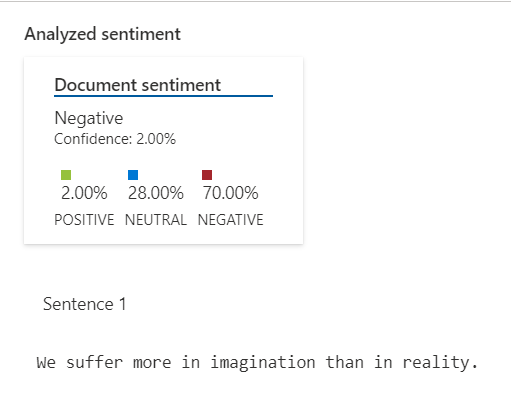 Analyzed sentiment
Document sentiment
Negative
Confidence: 2.00%
2.00% 28.00% 70.00%
POSITIVE NEUTRAL NEGATIVE
Sentence 1
We suffer more in imagination than in reality.